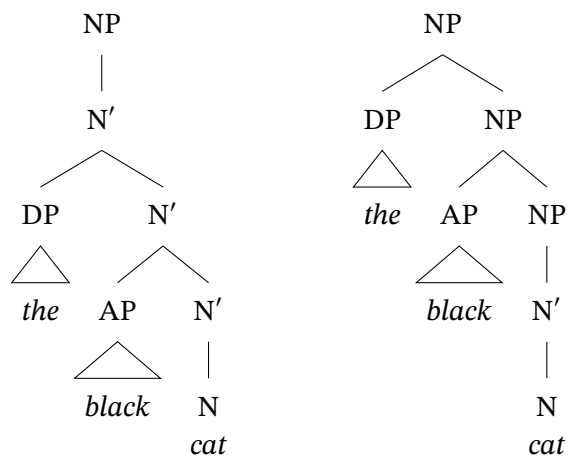 NP NP
N′ DP NP
DP N′ the AP NP
the AP N′ black N′
black N N
cat cat